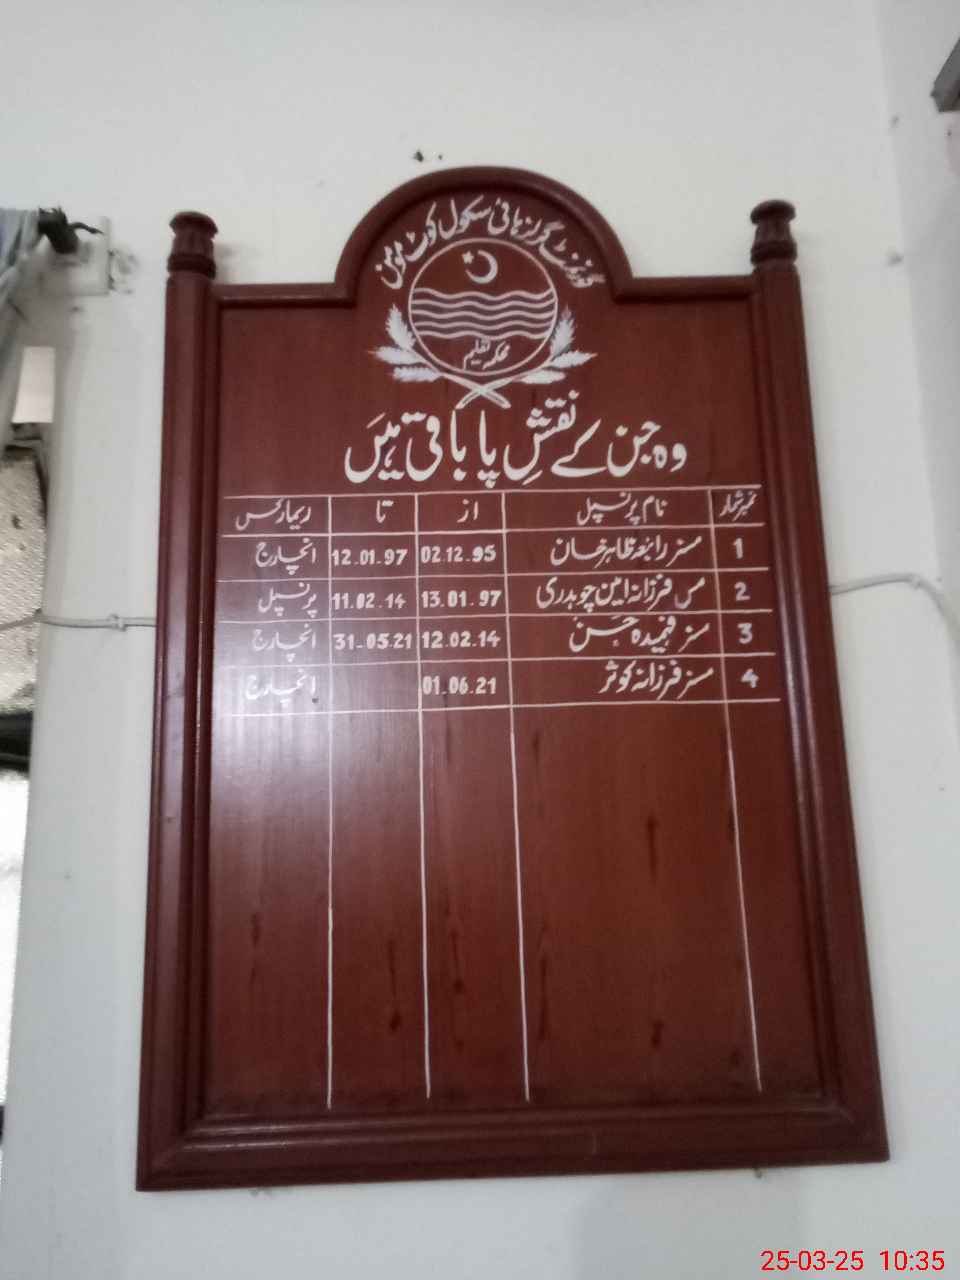 گورنمنٹ گرلز ہائی سکول کوٹ مومن
محکمہ تعلیم
وہ جن کے نقشِ پا باقی ہیں
نمبر شمار نام پرنسپل از تا ریمارکس
1 مسز رابعہ طاہر خان 02.12.95 12.01.97 انچارج
2 مس فرزانہ امین چوہدری 13.01.97 11.02.14 پرنسپل
3 مسز فہمیدہ حسن 12.02.14 31-05.21 انچارج
4 مسز فرزانہ کوثر 01.06.21 انچارج
25-03-25 10:35